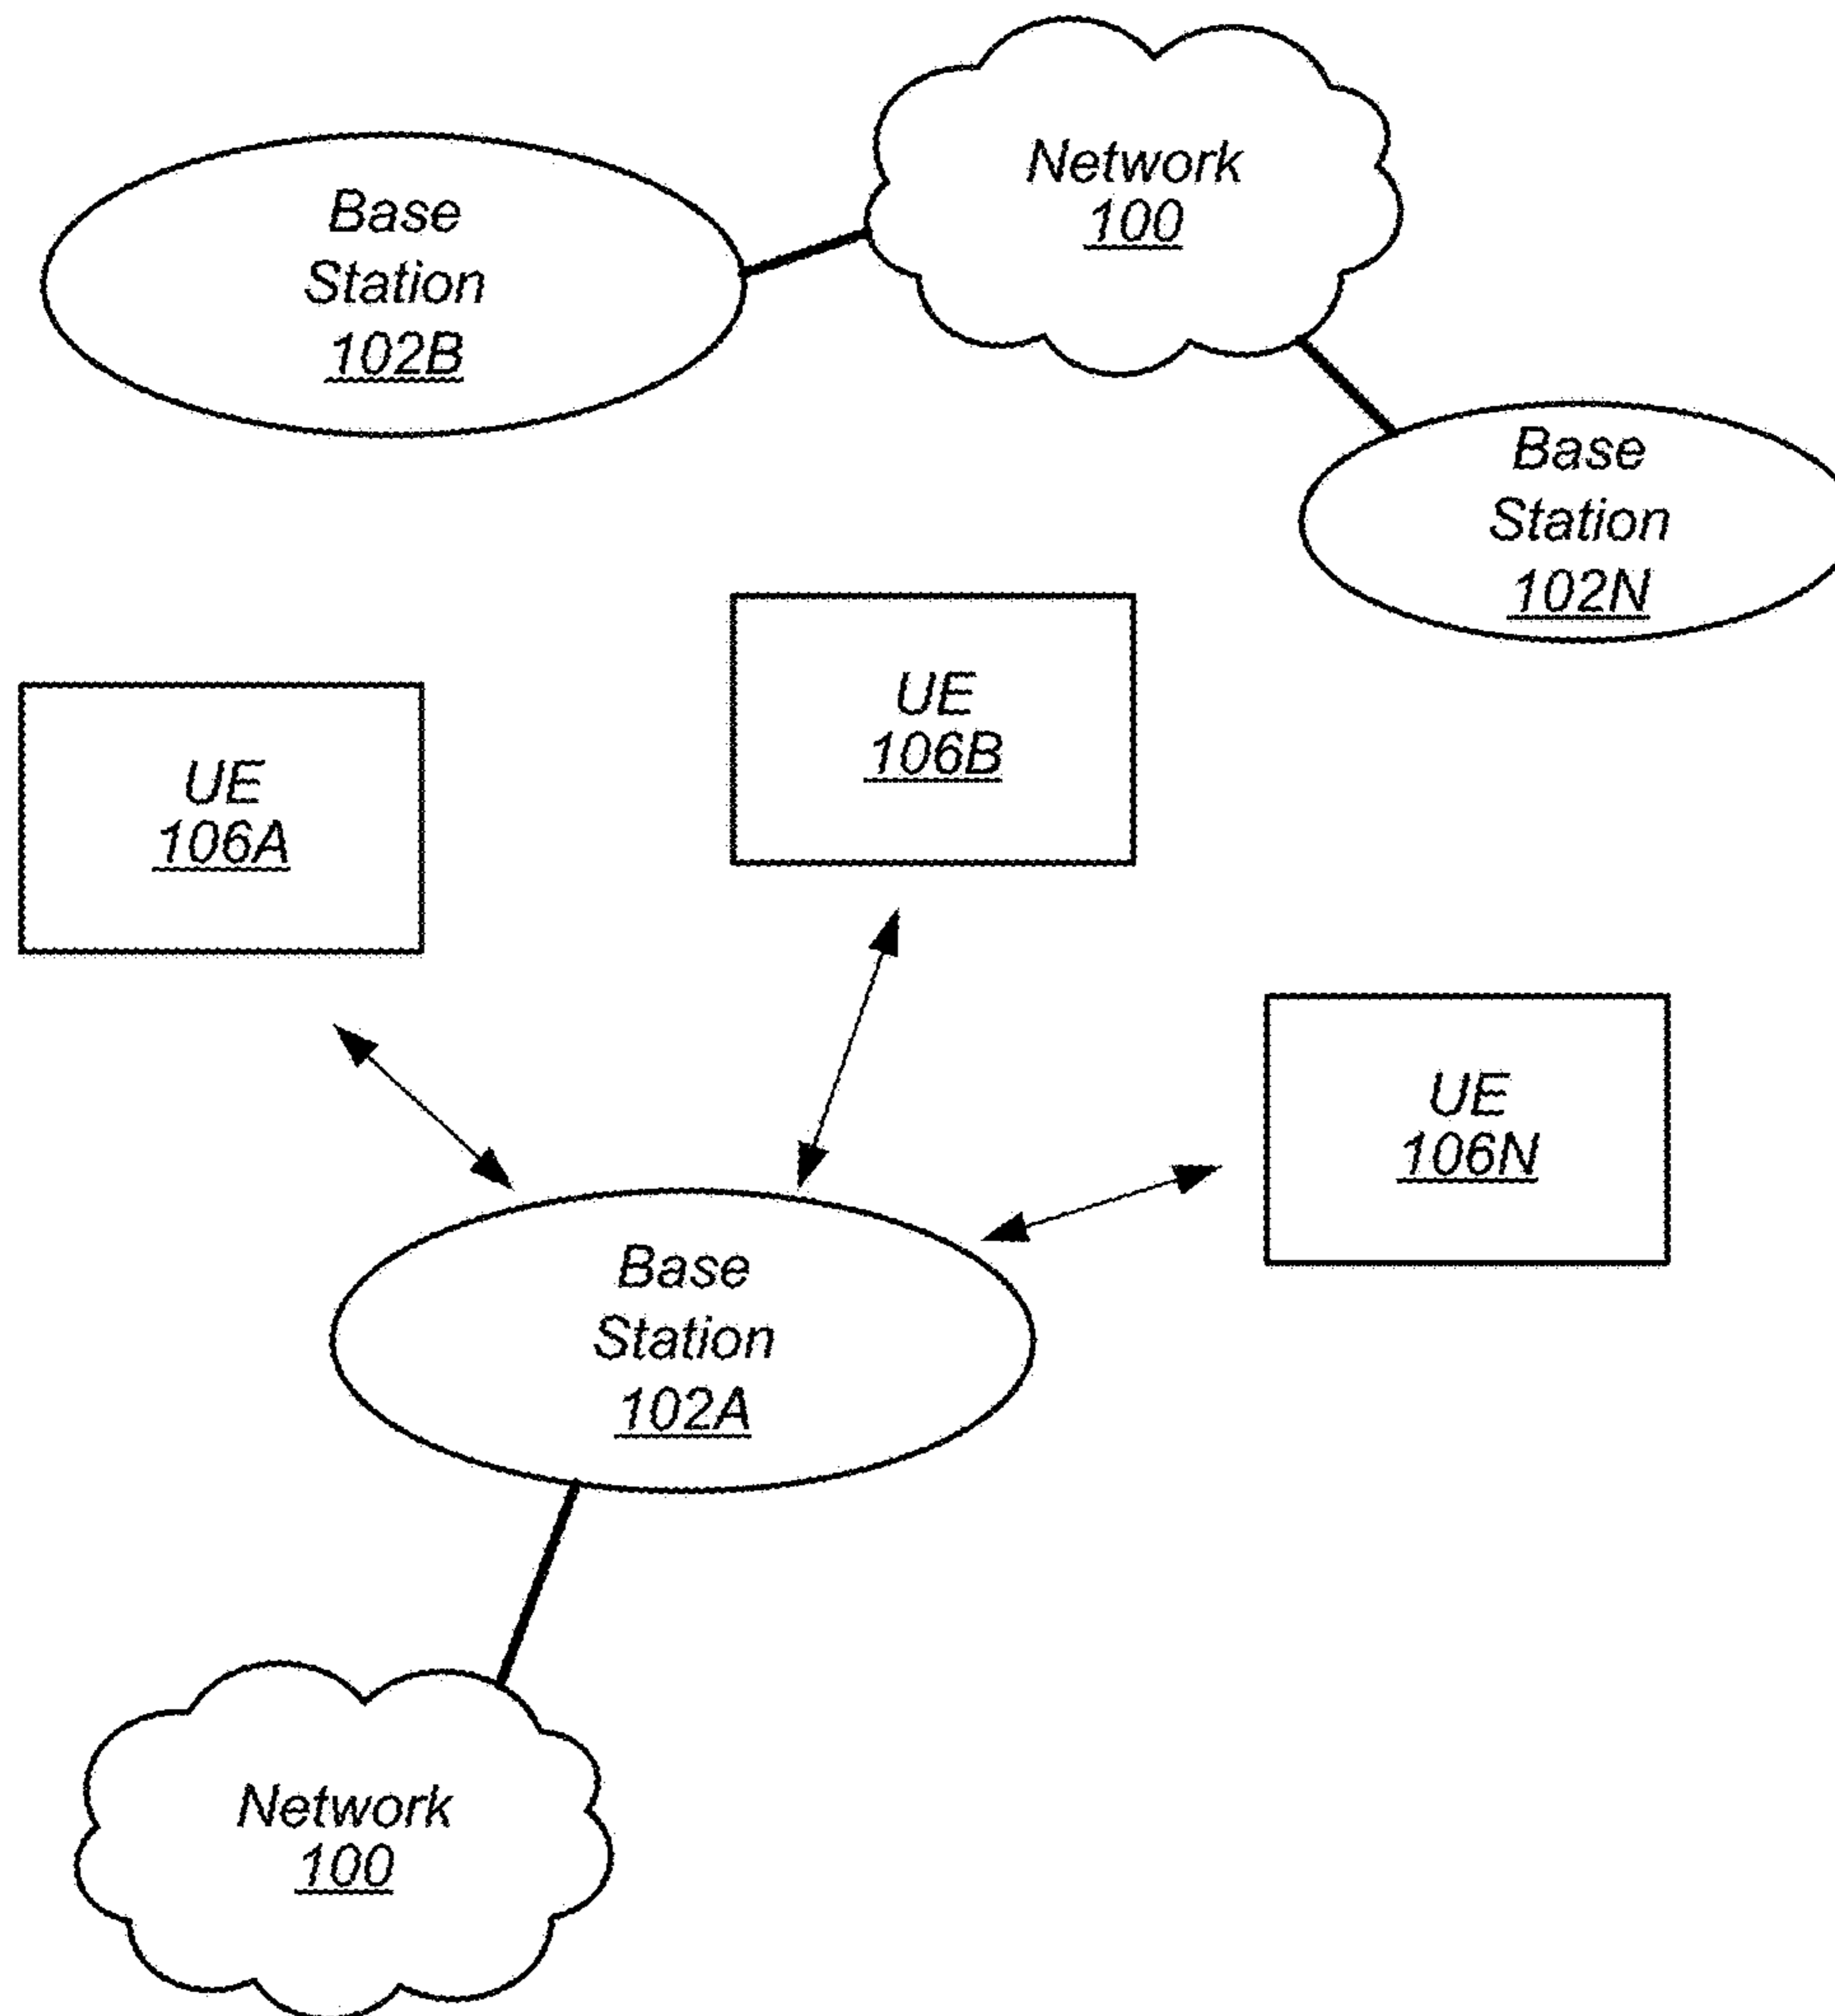 Network
100
Base
Station
102B
Base
Station
102N
UE
106B
UE
106A
UE
106N
Base
Station
102A
Network
100